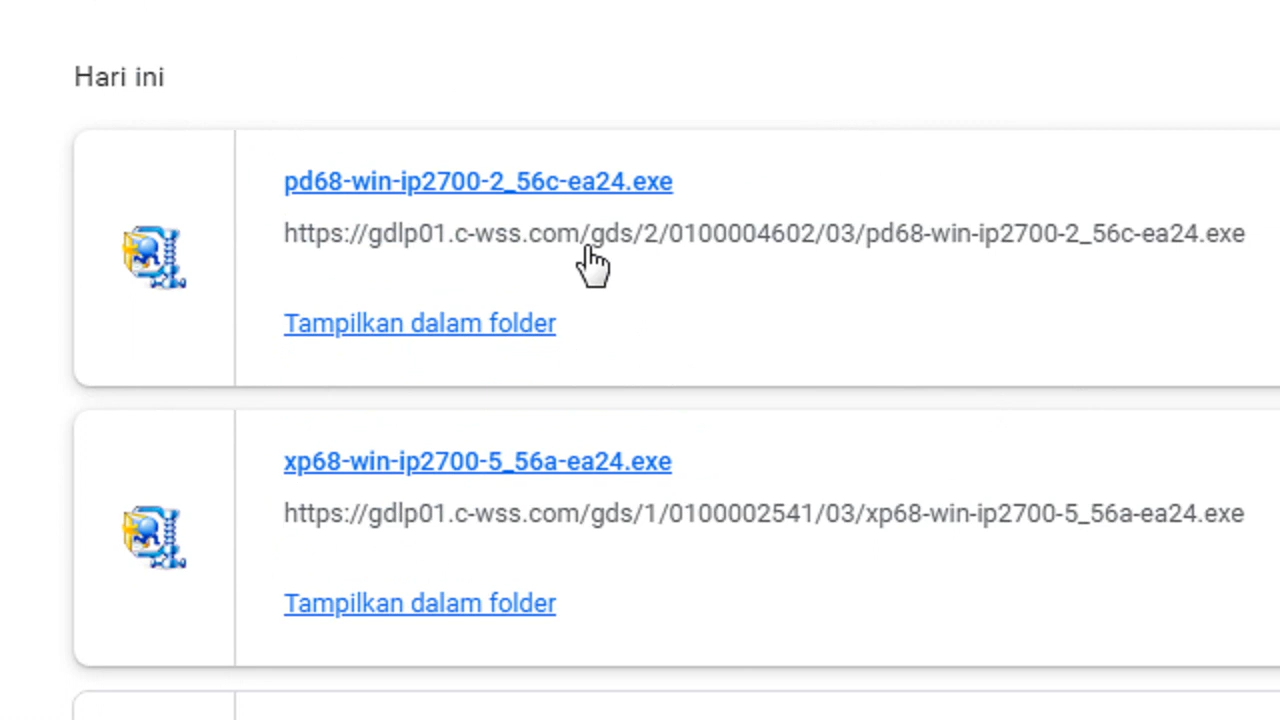 Hari ini
pd68-win-ip2700-2_56c-ea24.exe
https://gdlp01.c-wss.com/gds/2/0100004602/03/pd68-win-ip2700-2_56c-ea24.exe
Tampilkan dalam folder
xp68-win-ip2700-5_56a-ea24.exe
https://gdlp01.c-wss.com/gds/1/0100002541/03/xp68-win-ip2700-5_56a-ea24.exe
Tampilkan dalam folder